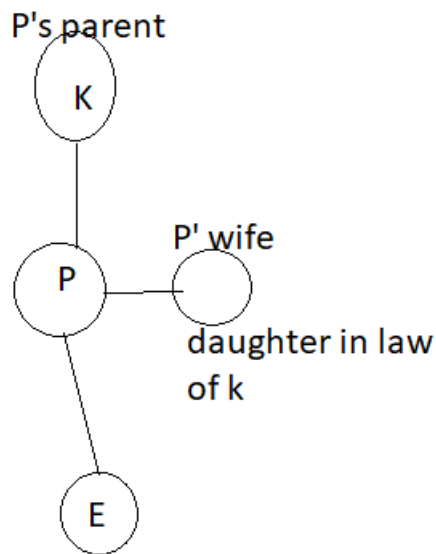 P's parent
K
P' wife
P
daughter in law
of k
E